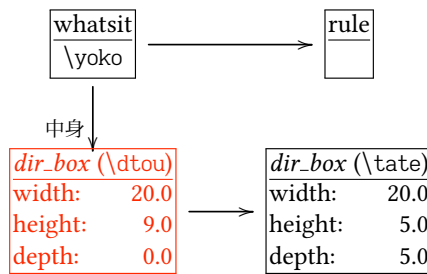 whatsit
\yoko
rule
中身
dir_box (\dtou)
width: 20.0
height: 9.0
depth: 0.0
dir_box (\tate)
width: 20.0
height: 5.0
depth: 5.0